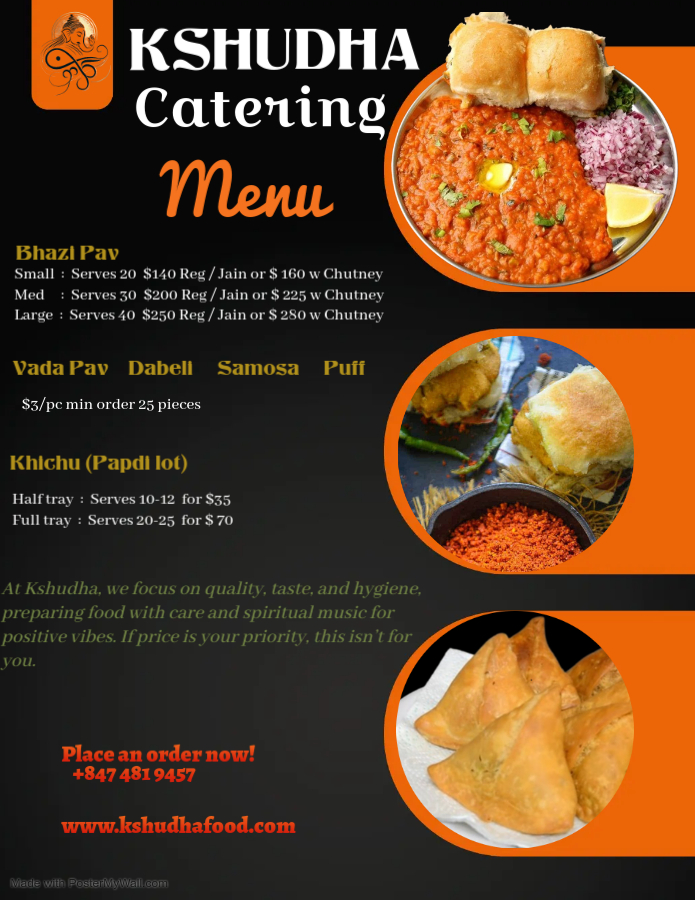 KSHUDHA
Catering
Menu
Bhazi Pav
Small : Serves 20 $140 Reg / Jain or $ 160 w Chutney
Med : Serves 30 $200 Reg / Jain or $ 225 w Chutney
Large : Serves 40 $250 Reg / Jain or $ 280 w Chutney
Vada Pav Dabeli Samosa Puff
$3/pc min order 25 pieces
Khichu (Papdi lot)
Half tray : Serves 10-12 for $35
Full tray : Serves 20-25 for $ 70
At Kshudha, we focus on quality, taste, and hygiene,
preparing food with care and spiritual music for
positive vibes. If price is your priority, this isn't for
you.
Place an order now!
+847 481 9457
www.kshudhafood.com
Made with PosterMyWall.com